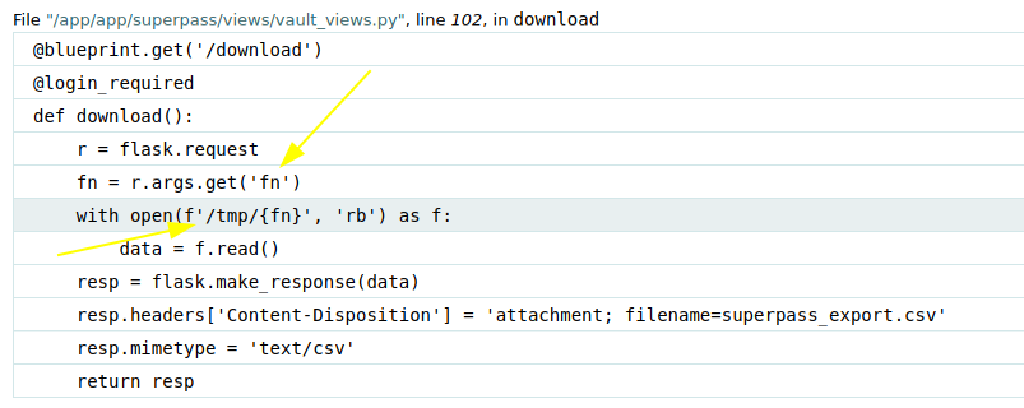 File "/app/app/superpass/views/vault_views.py", line 102, in download
@blueprint.get('/download')
@login_required
def download():
    r = flask.request
    fn = r.args.get('fn')
    with open(f'/tmp/{fn}', 'rb') as f:
        data = f.read()
    resp = flask.make_response(data)
    resp.headers['Content-Disposition'] = 'attachment; filename=superpass_export.csv'
    resp.mimetype = 'text/csv'
    return resp